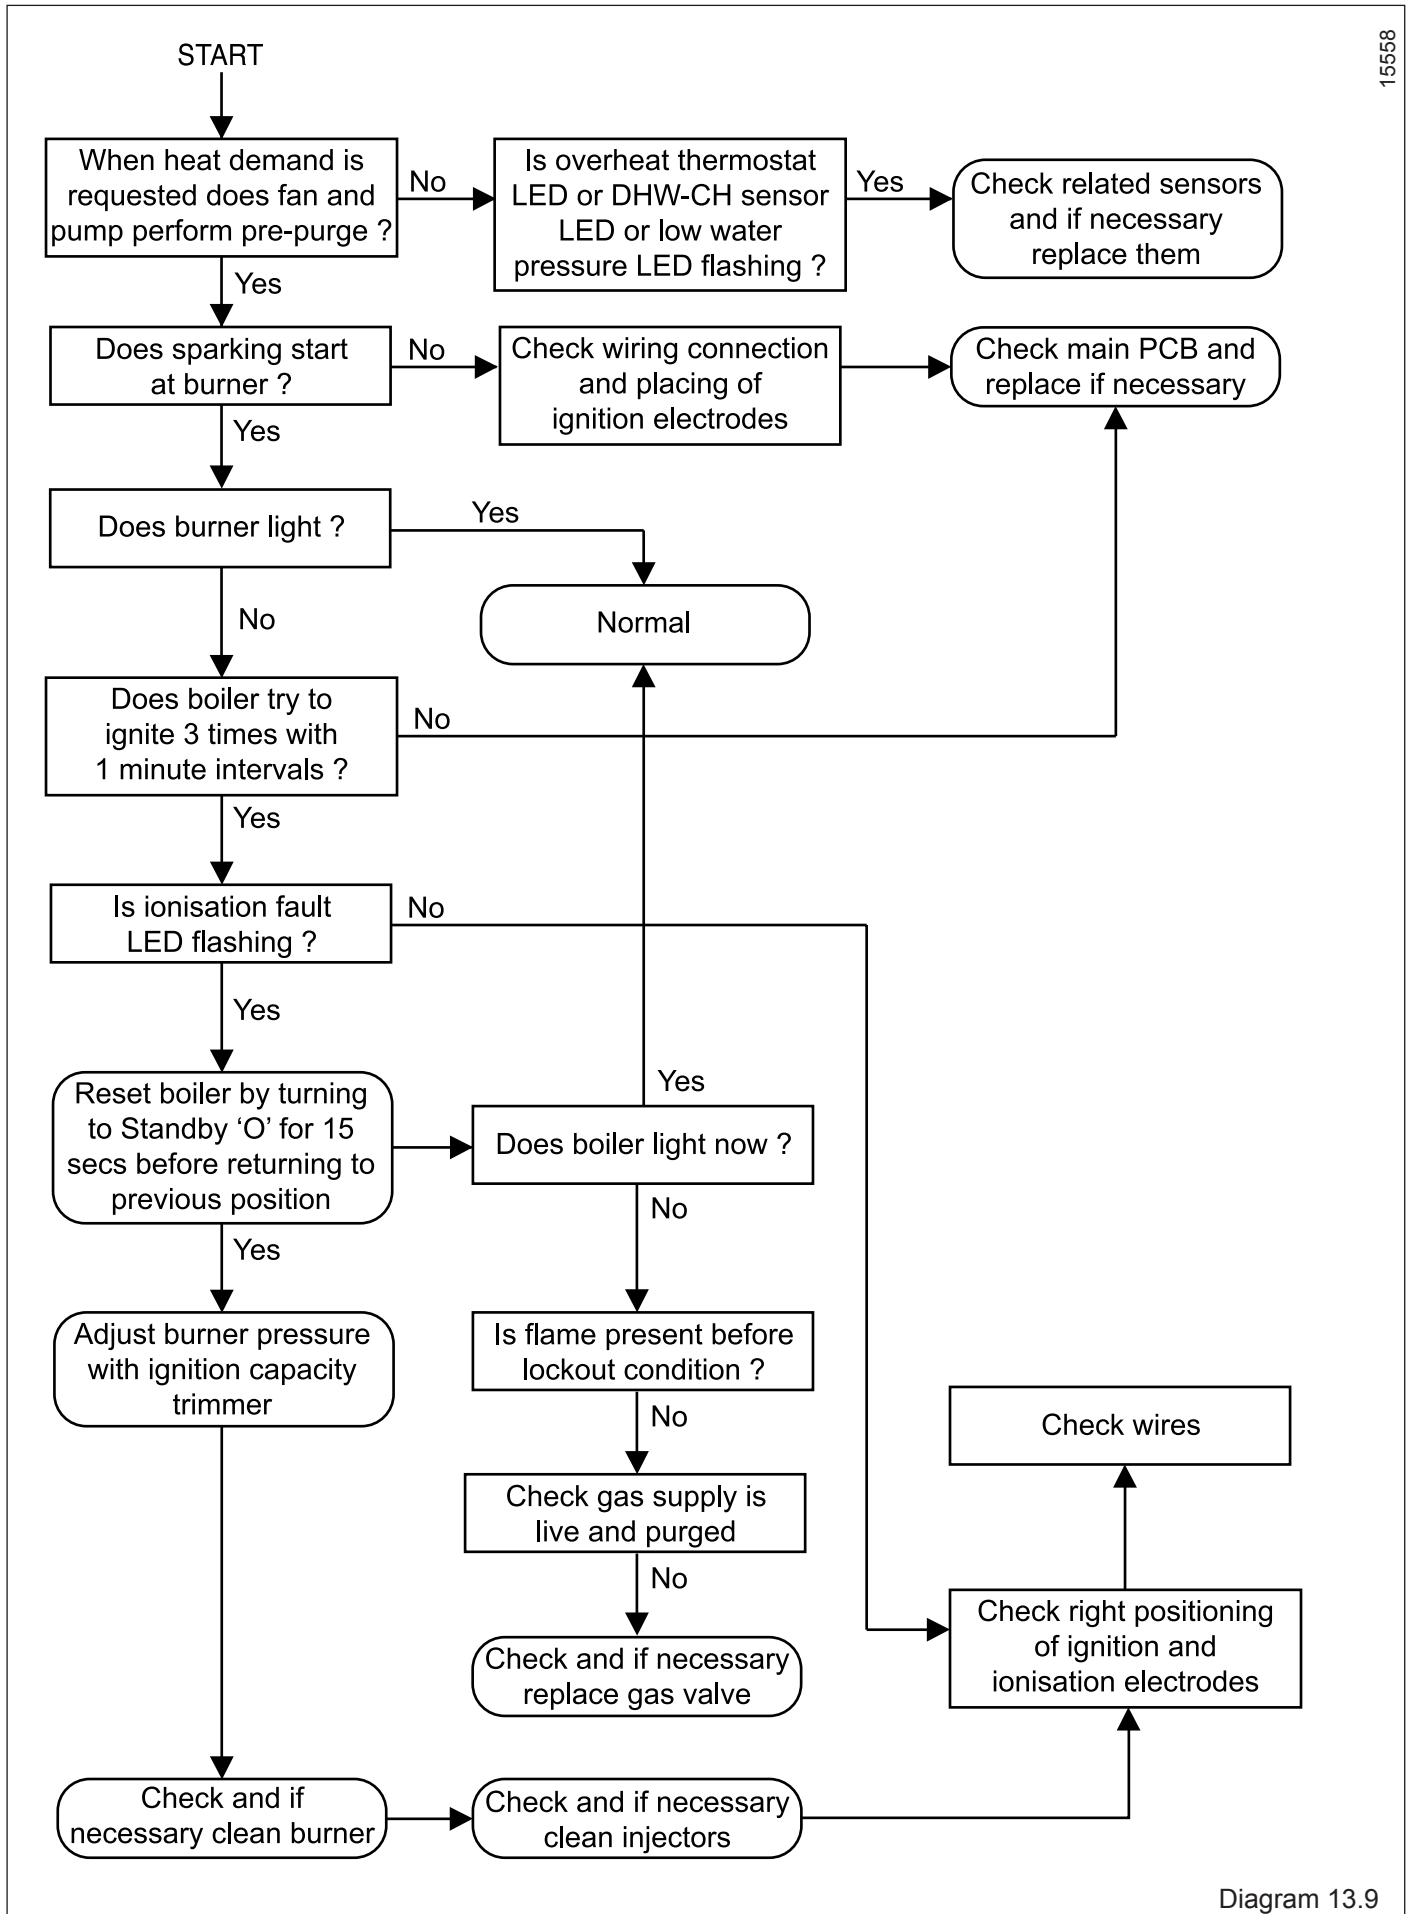 15558
START
When heat demand is
requested does fan and
pump perform pre-purge ?
No
Is overheat thermostat
LED or DHW-CH sensor
LED or low water
pressure LED flashing ?
Yes
Check related sensors
and if necessary
replace them
Yes
Does sparking start
at burner ?
No
Check wiring connection
and placing of
ignition electrodes
Check main PCB and
replace if necessary
Yes
Does burner light ?
Yes
Normal
No
Does boiler try to
ignite 3 times with
1 minute intervals ?
No
Yes
Is ionisation fault
LED flashing ?
No
Yes
Reset boiler by turning
to Standby ‘O’ for 15
secs before returning to
previous position
Yes
Does boiler light now ?
No
Yes
Adjust burner pressure
with ignition capacity
trimmer
Is flame present before
lockout condition ?
No
Check gas supply is
live and purged
No
Check and if necessary
replace gas valve
Check wires
Check right positioning
of ignition and
ionisation electrodes
Check and if
necessary clean burner
Check and if necessary
clean injectors
Diagram 13.9